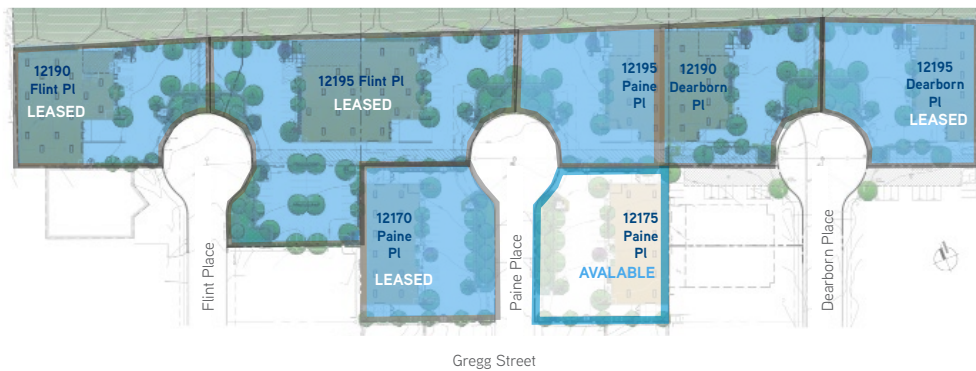 12190
Flint Pl
LEASED
12195 Flint Pl
LEASED
12195
Paine
Pl
12190
Dearborn
Pl
12195
Dearborn
Pl
LEASED
12170
Paine
Pl
LEASED
12175
Paine
Pl
AVALABLE
Flint Place
Paine Place
Dearborn Place
Gregg Street